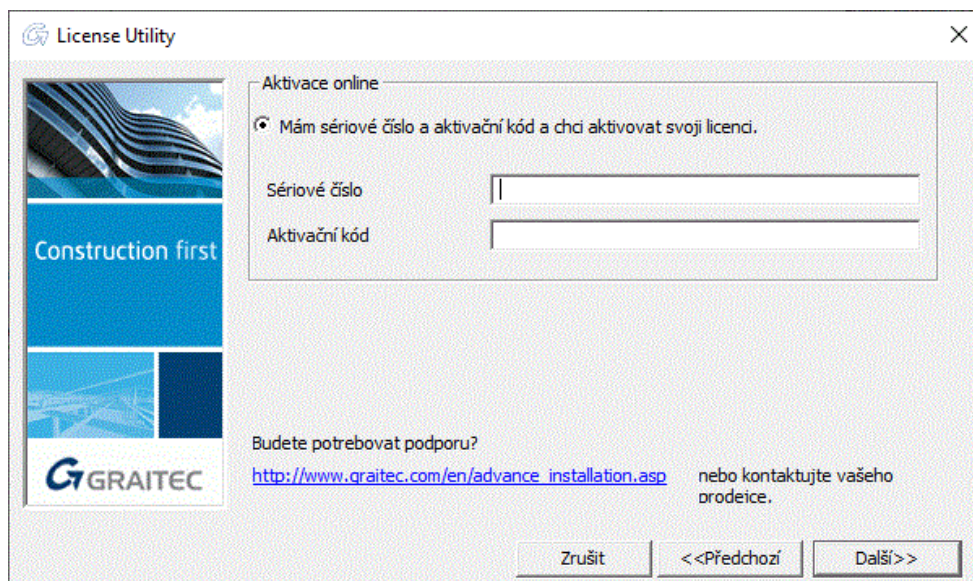 License Utility
Aktivace online
Mám sériové číslo a aktivační kód a chci aktivovat svoji licenci.
Sériové číslo
Aktivační kód
Construction first
GRAITEC
Budete potrebovat podporu?
http://www.graitec.com/en/advance_installation.asp
nebo kontaktujte vašeho
prodejce.
Zrušit
<<Předchozí
Další>>